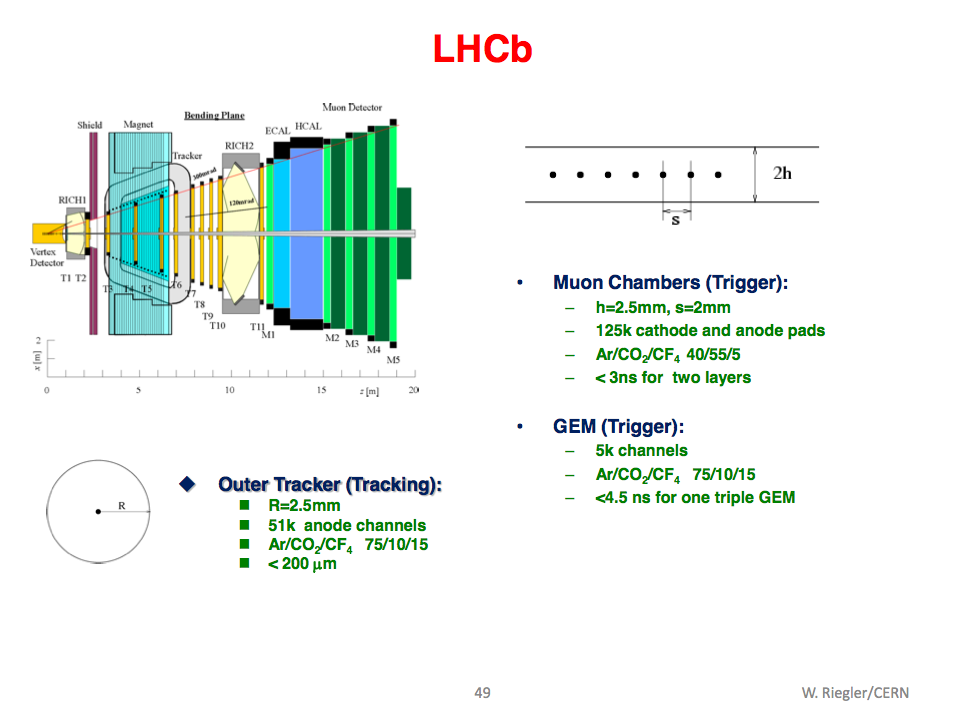 LHCb
Muon Detector
Bending Plane
Shield Magnet
ECAL HCAL
RICH2
Tracker
300mrad
120mrad
RICH1
Vertex
Detector
T1 T2
T3 T4 T5 T6
T7
T8
T9
T10
T11
M1
M2
M3
M4
M5
2
x [m]
0 5 10 15 z [m] 20
2h
s
• Muon Chambers (Trigger):
– h=2.5mm, s=2mm
– 125k cathode and anode pads
– Ar/CO2/CF4 40/55/5
– < 3ns for two layers
• GEM (Trigger):
– 5k channels
– Ar/CO2/CF4 75/10/15
– <4.5 ns for one triple GEM
R
◆ Outer Tracker (Tracking):
■ R=2.5mm
■ 51k anode channels
■ Ar/CO2/CF4 75/10/15
■ < 200 μm
49
W. Riegler/CERN